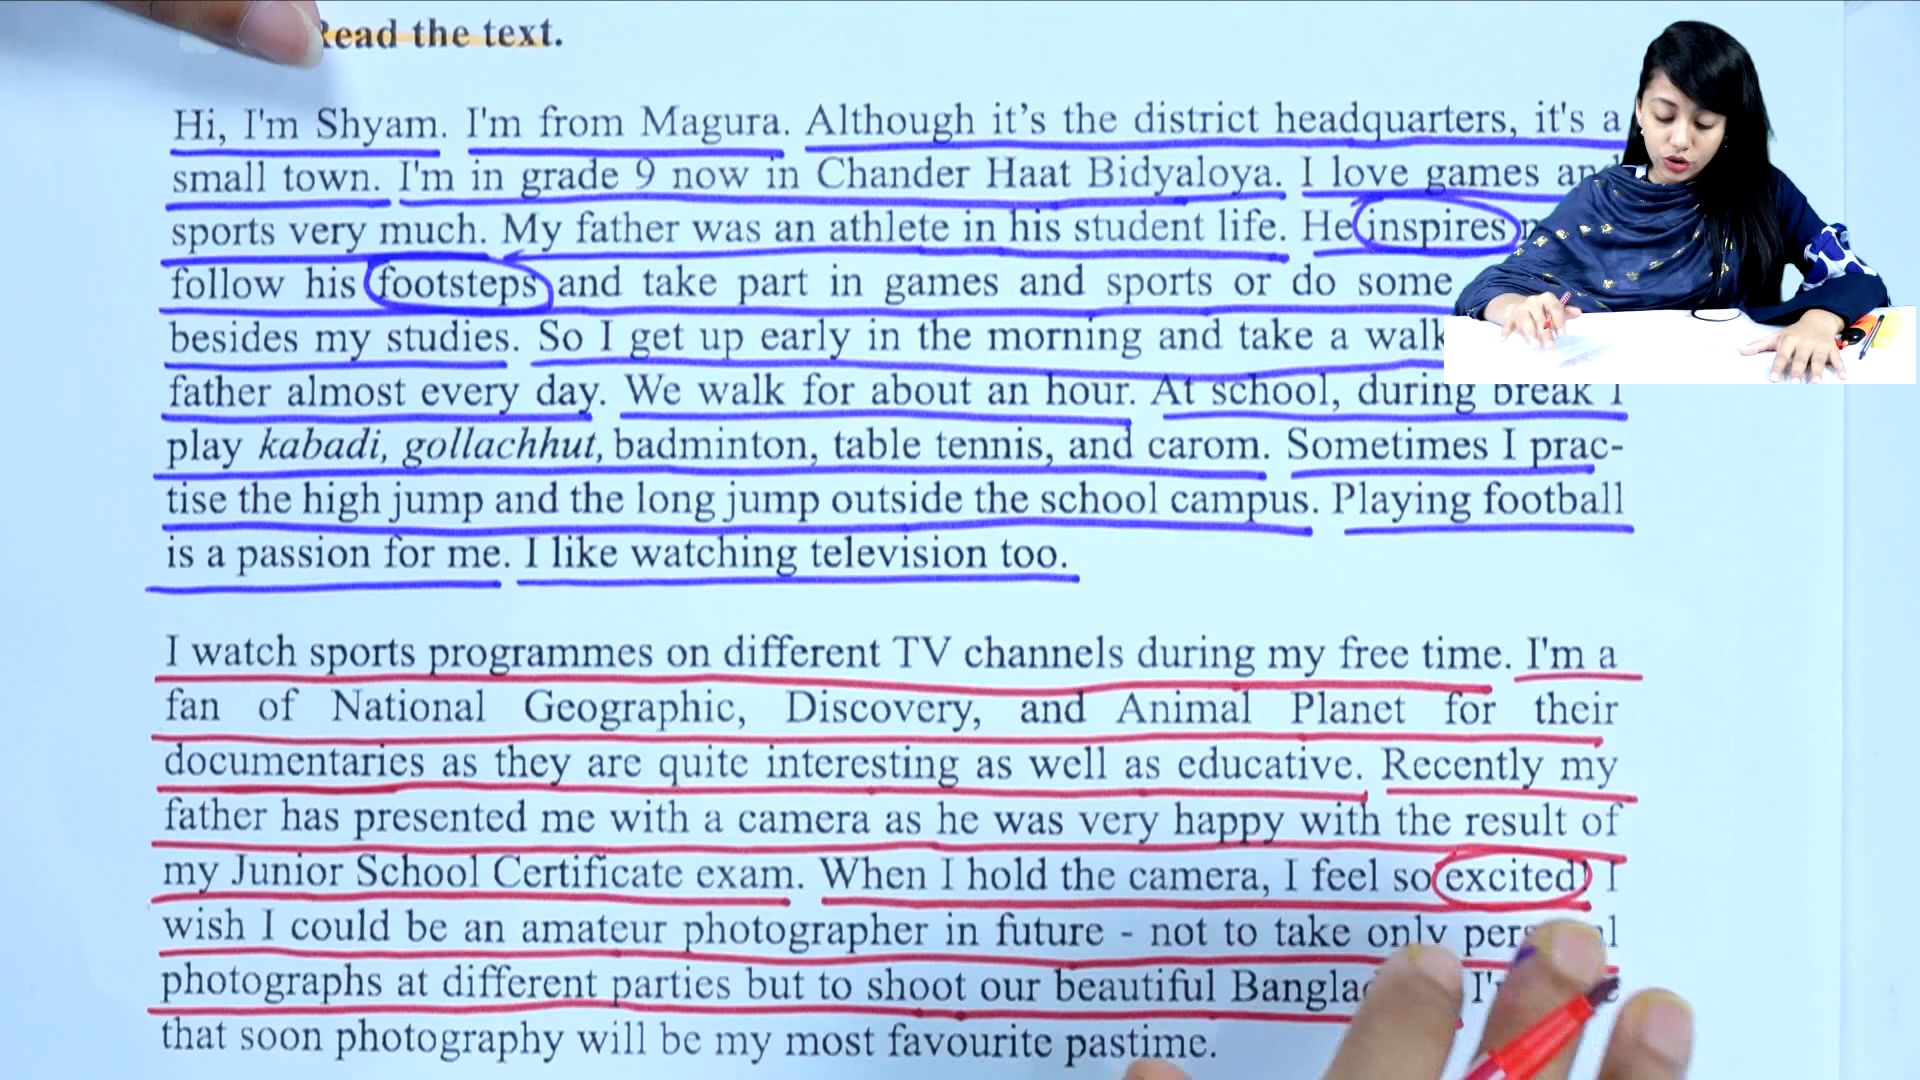 Read the text.
Hi, I'm Shyam. I'm from Magura. Although it’s the district headquarters, it's a
small town. I'm in grade 9 now in Chander Haat Bidyaloya. I love games and
sports very much. My father was an athlete in his student life. He inspires
follow his footsteps and take part in games and sports or do some
besides my studies. So I get up early in the morning and take a walk
father almost every day. We walk for about an hour. At school, during break I
play kabadi, gollachhut, badminton, table tennis, and carom. Sometimes I prac-
tise the high jump and the long jump outside the school campus. Playing football
is a passion for me. I like watching television too.
I watch sports programmes on different TV channels during my free time. I'm a
fan of National Geographic, Discovery, and Animal Planet for their
documentaries as they are quite interesting as well as educative. Recently my
father has presented me with a camera as he was very happy with the result of
my Junior School Certificate exam. When I hold the camera, I feel so excited! I
wish I could be an amateur photographer in future - not to take only personal
photographs at different parties but to shoot our beautiful
that soon photography will be my most favourite pastime.